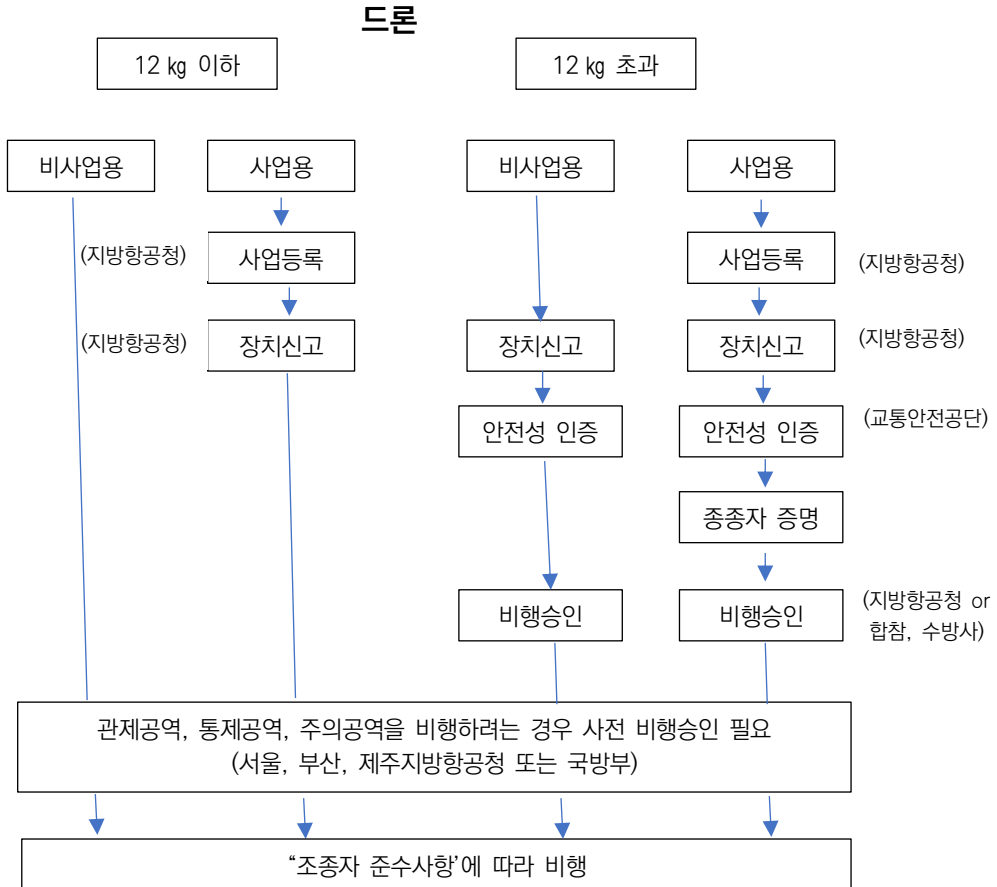 드론
12 kg 이하
12 kg 초과
비사업용
사업용
비사업용
사업용
(지방항공청)
사업등록
사업등록
(지방항공청)
(지방항공청)
장치신고
장치신고
장치신고
(지방항공청)
안전성 인증
안전성 인증
(교통안전공단)
종종자 증명
비행승인
비행승인
(지방항공청 or
합참, 수방사)
관제공역, 통제공역, 주의공역을 비행하려는 경우 사전 비행승인 필요
(서울, 부산, 제주지방항공청 또는 국방부)
“조종자 준수사항’에 따라 비행